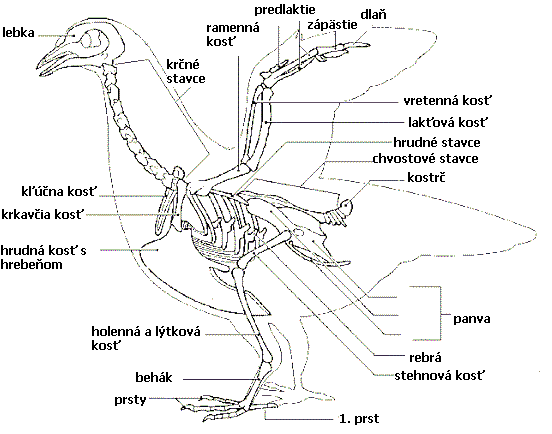 predlaktie
zápästie
dlaň
lebka
ramenná
kosť
krčné
stavce
vretenná kosť
lakťová kosť
hrudné stavce
chvostové stavce
kostrč
kľúčna kosť
krkavčia kosť
hrudná kosť s
hrebeňom
panva
holenná a lýtková
kosť
rebrá
stehnová kosť
behák
prsty
1. prst